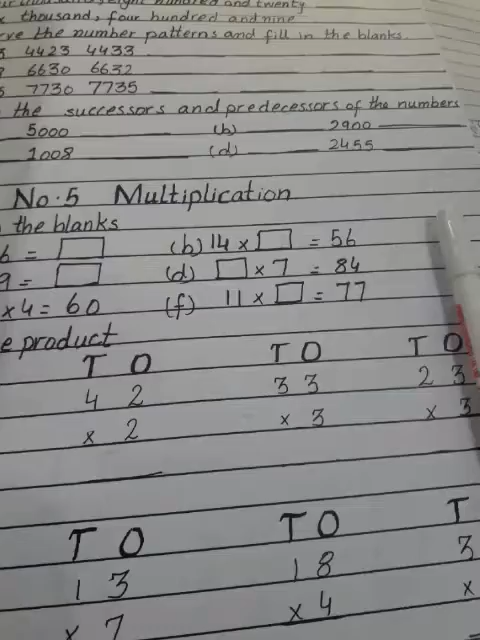 thousand, four hundred and nine
the number patterns and fill in the blanks.
4423 4433
6630 6632
7730 7735
the successors and predecessors of the numbers
5000 (b) 2900
1008 (d) 2455
No. 5 Multiplication
the blanks
6 = (b) 14 x = 56
9 = (d) x 7 = 84
x 4 = 60 (f) 11 x = 77
product
T O T O T O
4 2 3 3 2 3
x 2 x 3 x 3
T O T O T
1 3 1 8 3
x 7 x 4 x